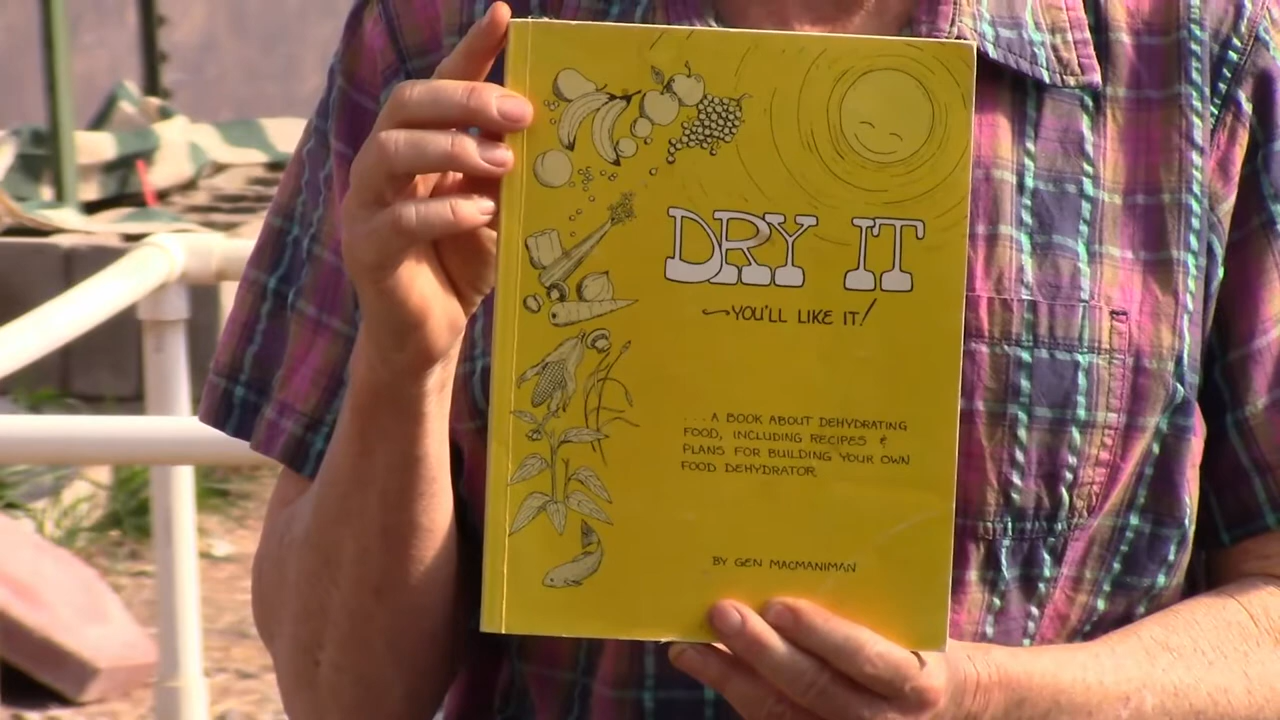 DRY IT
~YOU'LL LIKE IT!
... A BOOK ABOUT DEHYDRATING
FOOD, INCLUDING RECIPES &
PLANS FOR BUILDING YOUR OWN
FOOD DEHYDRATOR
BY GEN MACMANIMAN